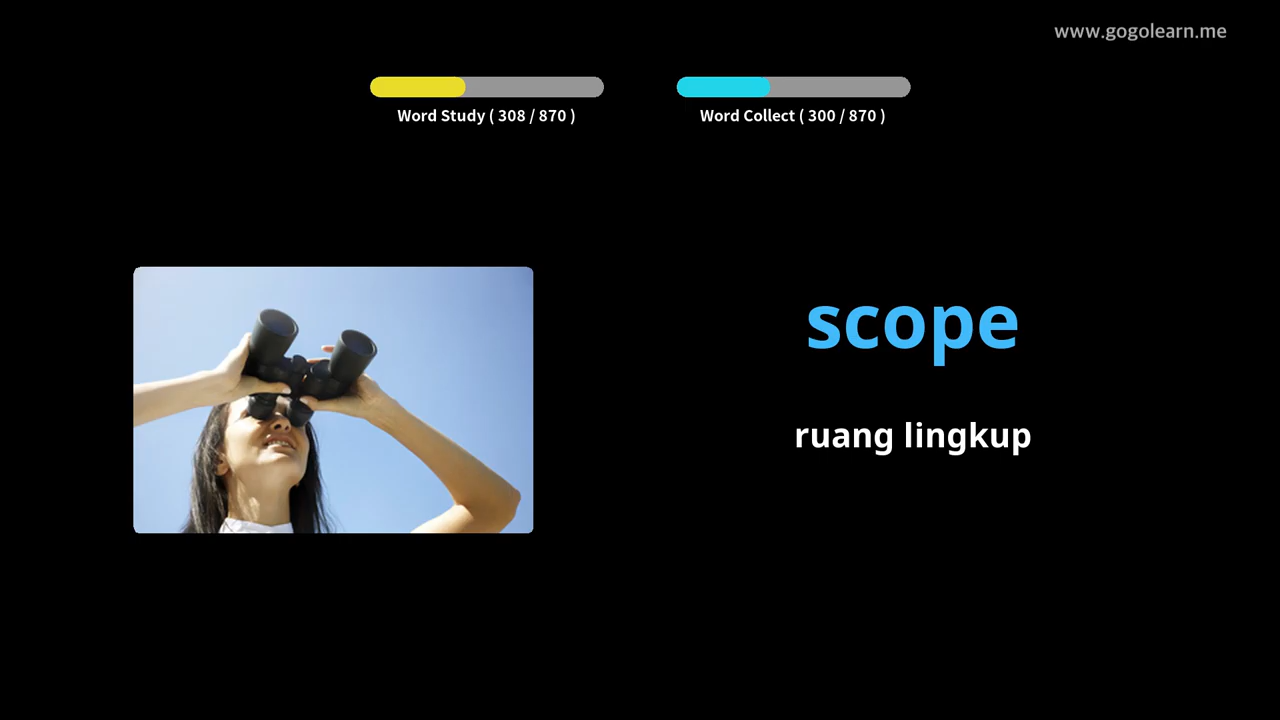 www.gogolearn.me
Word Study ( 308 / 870 )
Word Collect ( 300 / 870 )
scope
ruang lingkup